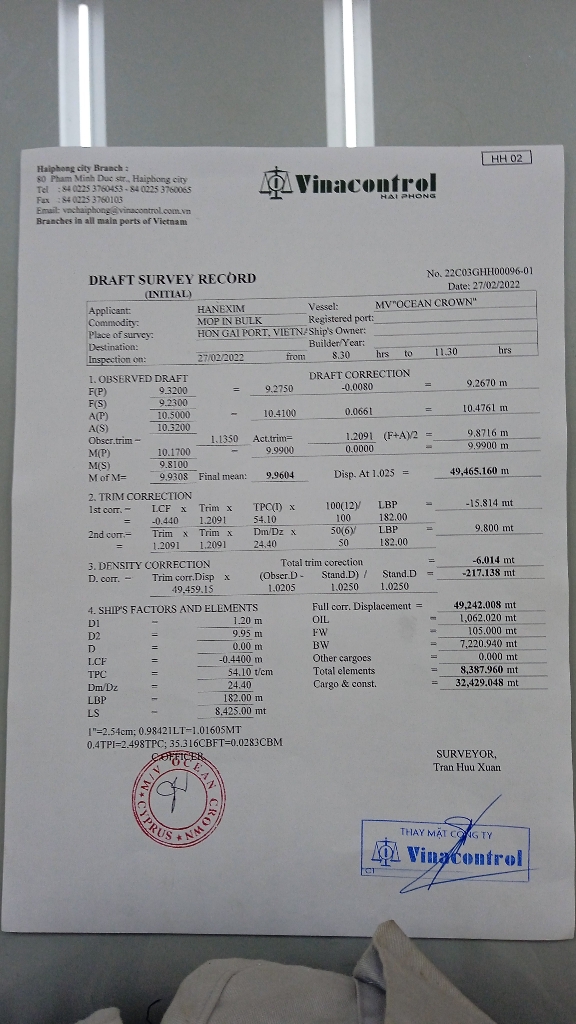 HH 02
Haiphong city Branch :
80 Pham Minh Duc str., Haiphong city
Tel : 84 0225 3760453 - 84 0225 3760065
Fax : 84 0225 3760103
Email: vnchaiphong@vinacontrol.com.vn
Branches in all main ports of Vietnam
Vinacontrol
HAI PHONG
DRAFT SURVEY RECORD
(INITIAL)
No. 22C03GHH00096-01
Date: 27/02/2022
Applicant: HANEXIM Vessel: MV"OCEAN CROWN"
Commodity: MOP IN BULK Registered port:
Place of survey: HON GAI PORT, VIETNA Ship's Owner:
Destination: Builder/Year:
Inspection on: 27/02/2022 from 8.30 hrs to 11.30 hrs
1. OBSERVED DRAFT DRAFT CORRECTION
F(P) 9.3200 = 9.2750 -0.0080 = 9.2670 m
F(S) 9.2300
A(P) 10.5000 = 10.4100 0.0661 = 10.4761 m
A(S) 10.3200
Obser.trim = 1.1350 Act.trim= 1.2091 (F+A)/2 = 9.8716 m
M(P) 10.1700 = 9.9900 0.0000 = 9.9900 m
M(S) 9.8100
M of M= 9.9308 Final mean: 9.9604 Disp. At 1.025 = 49,465.160 m
2. TRIM CORRECTION
1st corr. = LCF x Trim x TPC(I) x 100(12)/ LBP = -15.814 mt
= -0.440 1.2091 54.10 100 182.00
2nd corr.= Trim x Trim x Dm/Dz x 50(6)/ LBP = 9.800 mt
= 1.2091 1.2091 24.40 50 182.00
3. DENSITY CORRECTION Total trim corection = -6.014 mt
D. corr. = Trim corr.Disp x (Obser.D - Stand.D) / Stand.D = -217.138 mt
49,459.15 1.0205 1.0250 1.0250
4. SHIP'S FACTORS AND ELEMENTS Full corr. Displacement = 49,242.008 mt
D1 = 1.20 m OIL = 1,062.020 mt
D2 = 9.95 m FW = 105.000 mt
D = 0.00 m BW = 7,220.940 mt
LCF = -0.4400 m Other cargoes = 0.000 mt
TPC = 54.10 t/cm Total elements = 8,387.960 mt
Dm/Dz = 24.40 Cargo & const. = 32,429.048 mt
LBP = 182.00 m
LS = 8,425.00 mt
1"=2.54cm; 0.98421LT=1.01605MT
0.4TPI=2.498TPC; 35.316CBFT=0.0283CBM
C.OFFICER
SURVEYOR,
Tran Huu Xuan
M/V OCEAN CROWN
CYPRUS
THAY MẶT CÔNG TY
Vinacontrol
C1